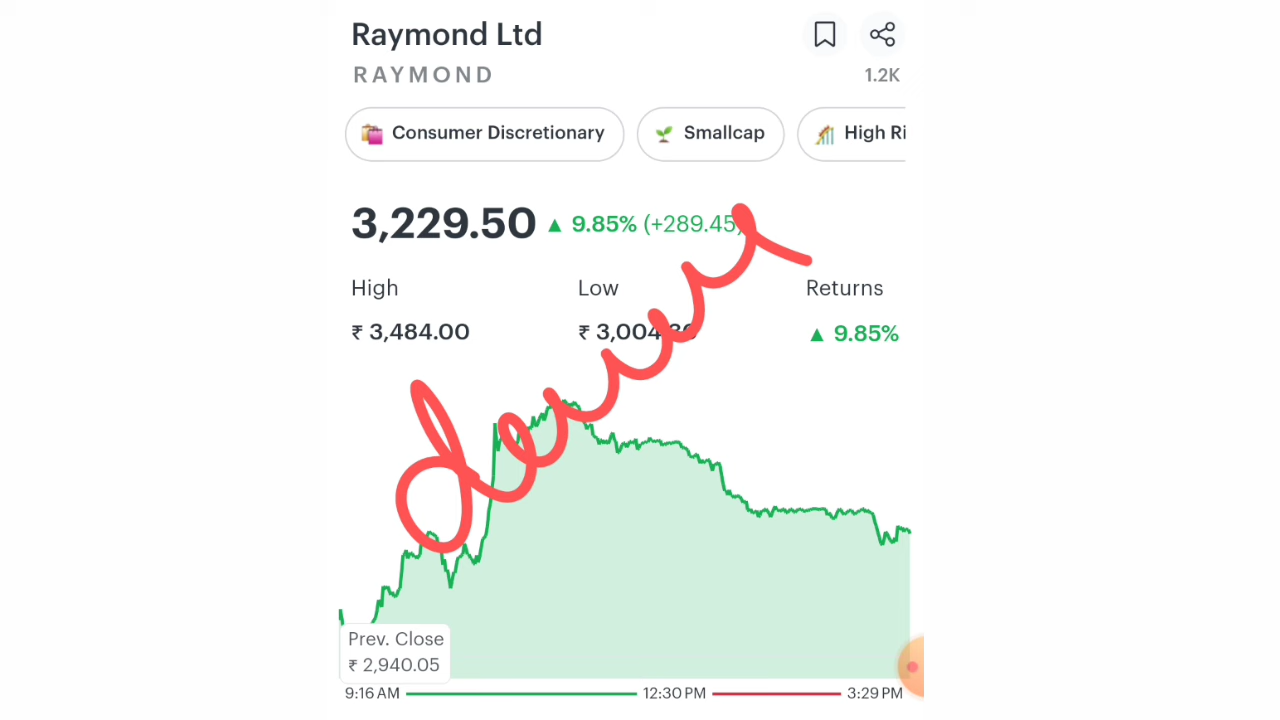 Raymond Ltd
RAYMOND
1.2K
Consumer Discretionary
Smallcap
High Ri
3,229.50 ▲ 9.85% (+289.45)
High
Low
Returns
₹ 3,484.00
₹ 3,004.30
▲ 9.85%
Prev. Close
₹ 2,940.05
9:16 AM
12:30 PM
3:29 PM